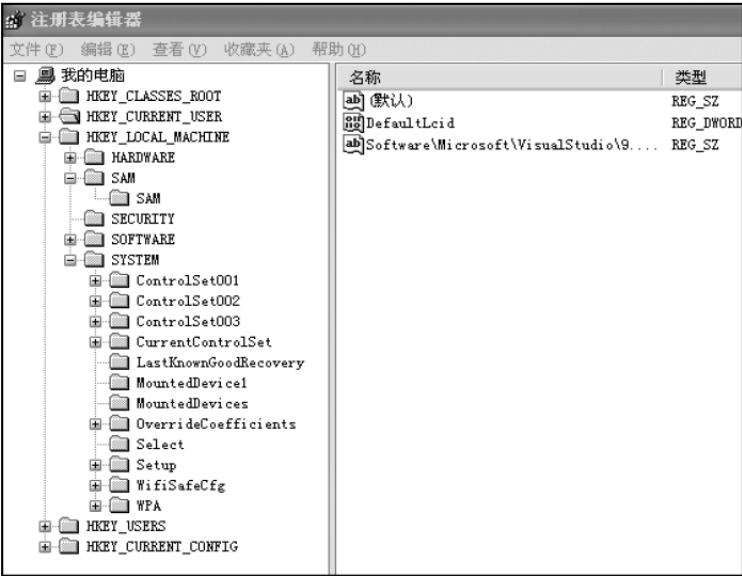 注册表编辑器
文件(F) 编辑(E) 查看(V) 收藏夹(A) 帮助(H)
我的电脑
HKEY_CLASSES_ROOT
HKEY_CURRENT_USER
HKEY_LOCAL_MACHINE
HARDWARE
SAM
SAM
SECURITY
SOFTWARE
SYSTEM
ControlSet001
ControlSet002
ControlSet003
CurrentControlSet
LastKnownGoodRecovery
MountedDevice1
MountedDevices
OverrideCoefficients
Select
Setup
WifiSafeCfg
WPA
HKEY_USERS
HKEY_CURRENT_CONFIG
名称 类型
(默认) REG_SZ
DefaultLcid REG_DWORD
Software\Microsoft\VisualStudio\9.... REG_SZ